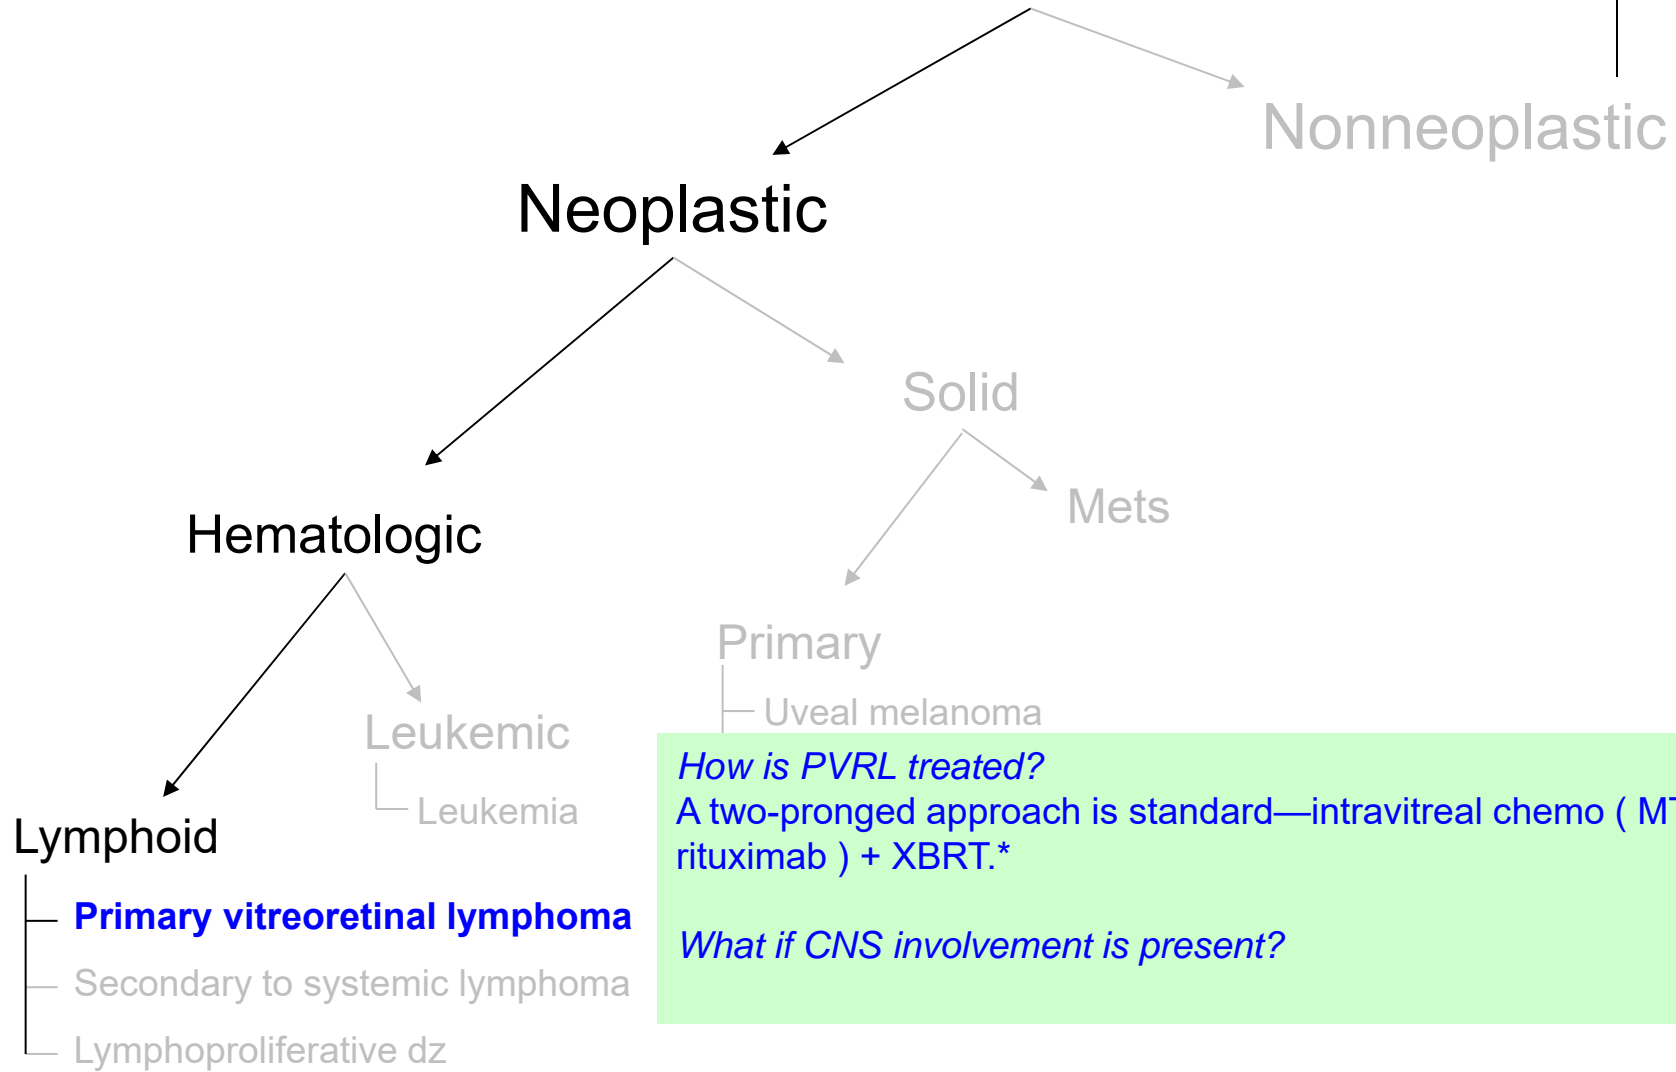 Nonneoplastic
Neoplastic
Solid
Mets
Hematologic
Primary
Uveal melanoma
Leukemic
Leukemia
Lymphoid
Primary vitreoretinal lymphoma
Secondary to systemic lymphoma
Lymphoproliferative dz
How is PVRL treated?
A two-pronged approach is standard—intravitreal chemo ( MT
rituximab ) + XBRT.*
What if CNS involvement is present?